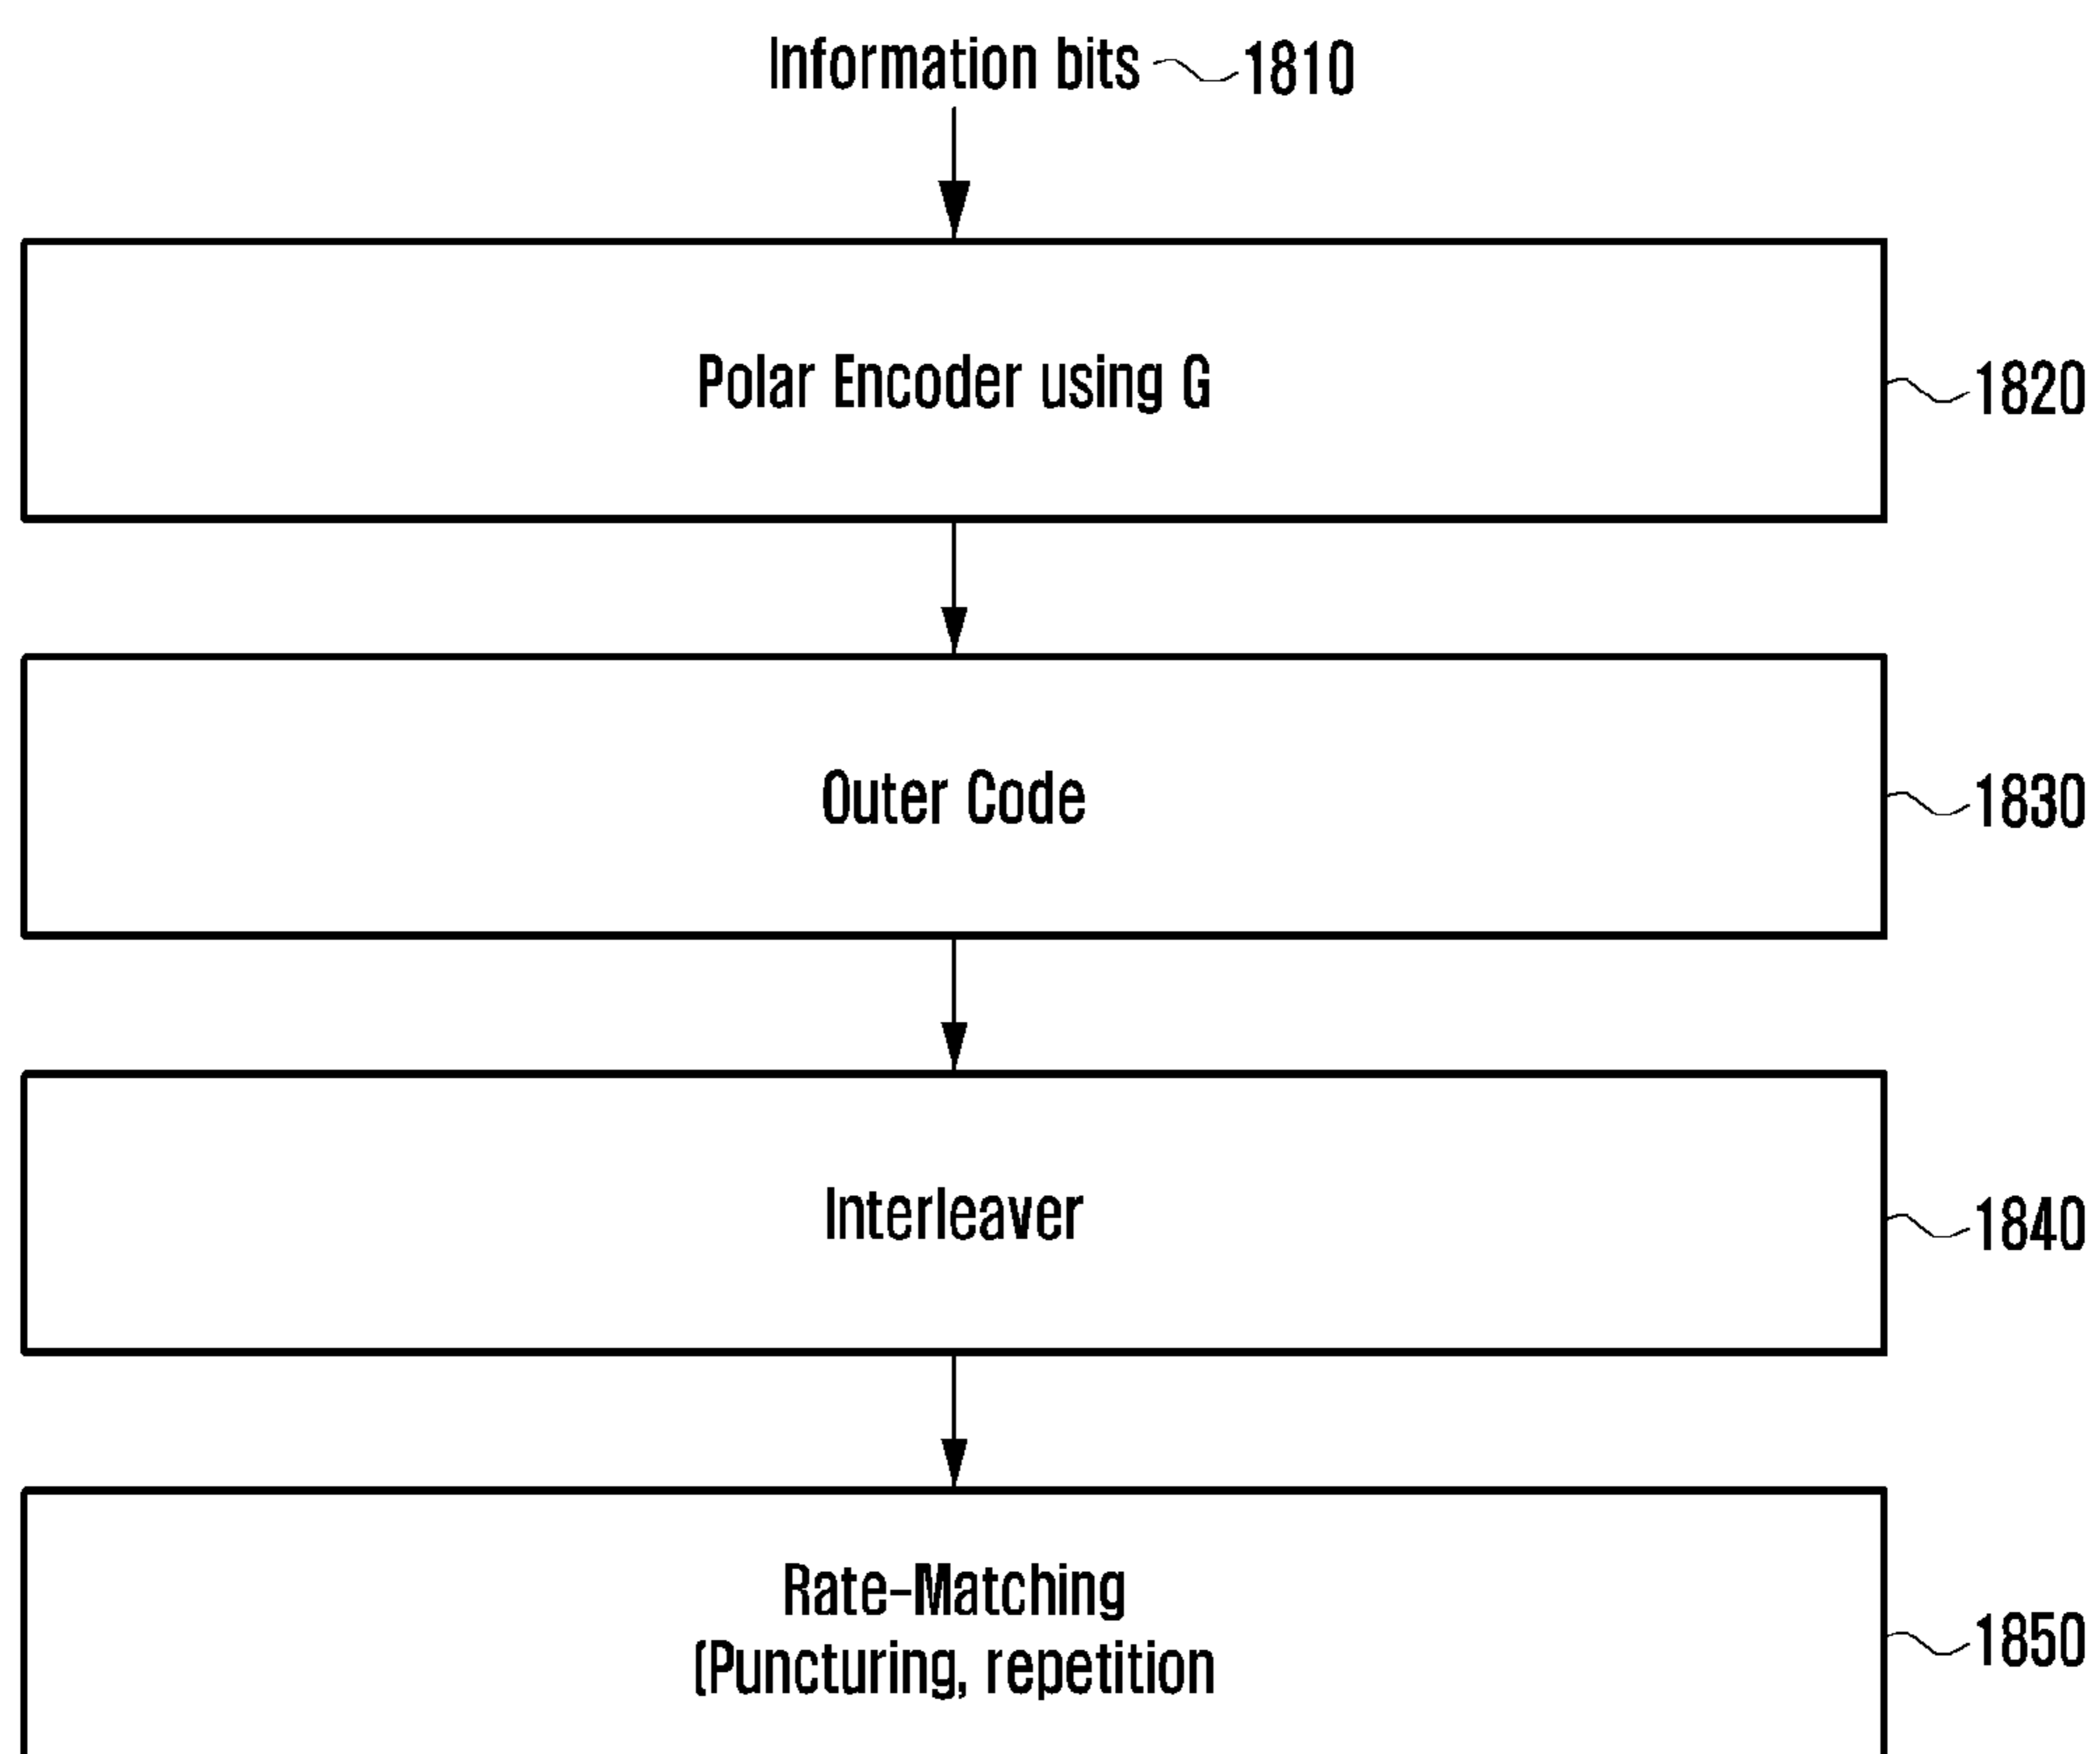 Information bits 1810
Polar Encoder using G
1820
Outer Code
1830
Interleaver
1840
Rate-Matching
(Puncturing, repetition
1850